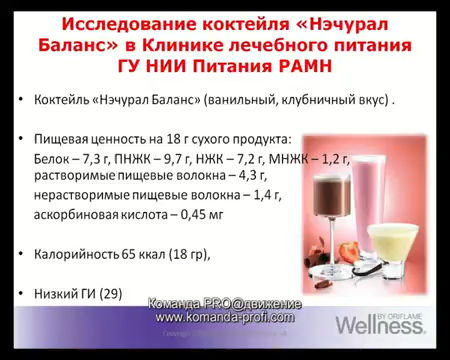 Исследование коктейля «Нэчурал
Баланс» в Клинике лечебного питания
ГУ НИИ Питания РАМН
• Коктейль «Нэчурал Баланс» (ванильный, клубничный вкус) .
• Пищевая ценность на 18 г сухого продукта:
Белок – 7,3 г, ПНЖК – 9,7 г, НЖК – 7,2 г, МНЖК – 1,2 г,
растворимые пищевые волокна – 4,3 г,
нерастворимые пищевые волокна – 1,4 г,
аскорбиновая кислота – 0,45 мг
• Калорийность 65 ккал (18 гр),
• Низкий ГИ (29)
Команда PRO@движение
www.komanda-profi.com
BY ORIFLAME
Wellness
Copyright